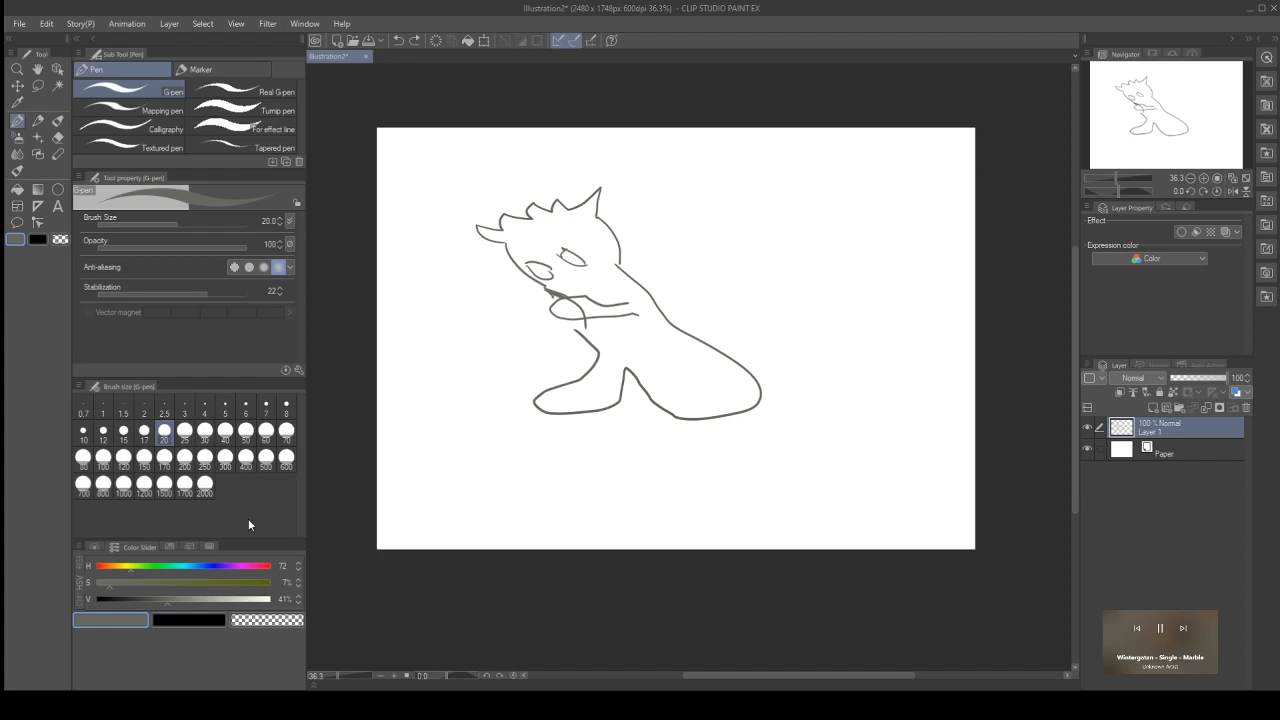 Illustration2* (2480 x 1748px 600dpi 36.3%) - CLIP STUDIO PAINT EX
File Edit Story(P) Animation Layer Select View Filter Window Help
Tool
Sub Tool [Pen]
Illustration2*
Navigator
Pen Marker
G-pen Real G-pen
Mapping pen Turnip pen
Calligraphy For effect line
Textured pen Tapered pen
Tool property [G-pen]
G-pen
Brush Size 20.0
Opacity 100
Anti-aliasing
Stabilization 22
Vector magnet
36.3
0.0
Layer Property
Effect
Expression color
Color
Brush size [G-pen]
0.7 1 1.5 2 2.5 3 4 5 6 7 8
10 12 15 17 20 25 30 40 50 60 70
80 100 120 150 170 200 250 300 400 500 600
700 800 1000 1200 1500 1700 2000
Layer
Normal 100
100 % Normal
Layer 1
Paper
Color Slider
H 72
S 7%
V 41%
HSV
36.3 0.0
Wintergatan - Single - Marble
Unknown Artist